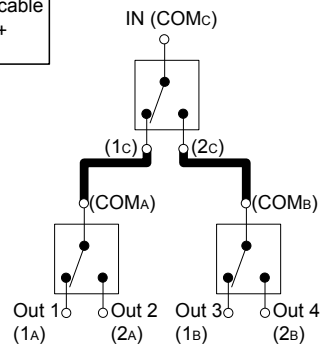 cable
+
IN (COMC)
(1C) (2C)
(COMA) (COMB)
Out 1 Out 2 Out 3 Out 4
(1A) (2A) (1B) (2B)